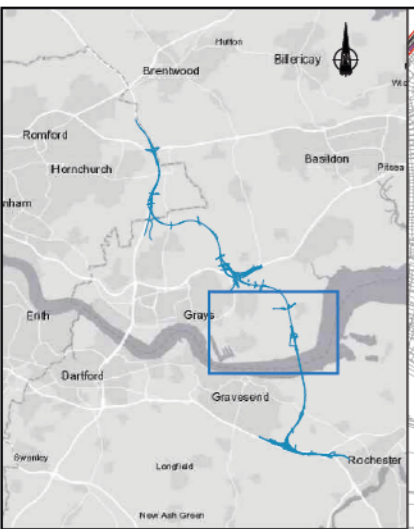 Hutton
Billericay
Brentwood
Romford
Basildon
Pitsea
Hornchurch
nham
Grays
Erith
Dartford
Gravesend
Swanley
Longfield
Rochester
New Ash Green